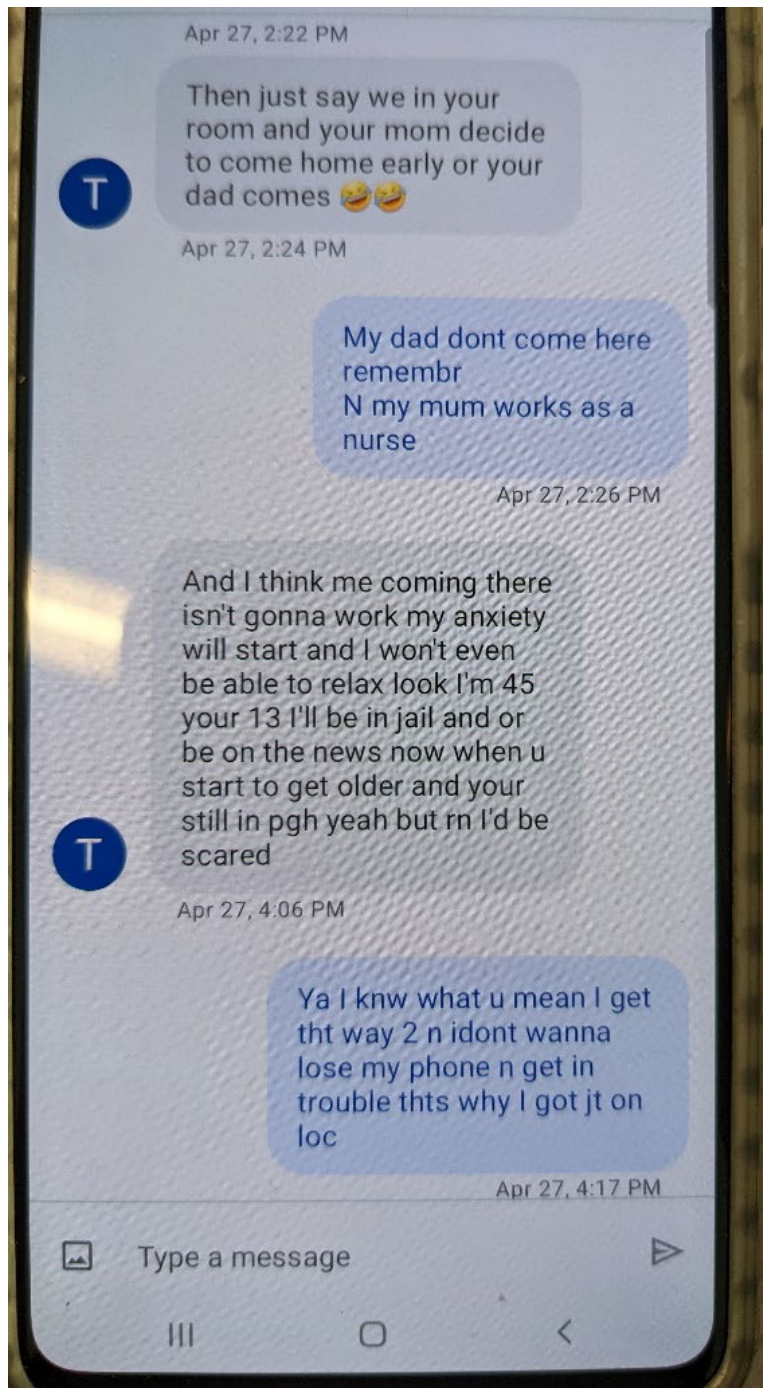 Apr 27, 2:22 PM
Then just say we in your
room and your mom decide
to come home early or your
dad comes 🤣🤣
T
Apr 27, 2:24 PM
My dad dont come here
remembr
N my mum works as a
nurse
Apr 27, 2:26 PM
And I think me coming there
isn't gonna work my anxiety
will start and I won't even
be able to relax look I'm 45
your 13 I'll be in jail and or
be on the news now when u
start to get older and your
still in pgh yeah but rn I'd be
scared
T
Apr 27, 4:06 PM
Ya I knw what u mean I get
tht way 2 n idont wanna
lose my phone n get in
trouble thts why I got jt on
loc
Apr 27, 4:17 PM
Type a message